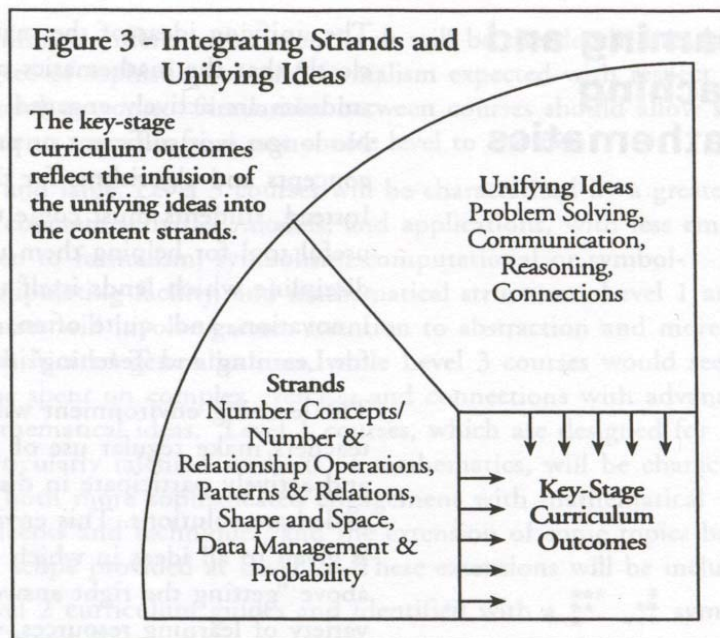 Figure 3 - Integrating Strands and
Unifying Ideas
The key-stage
curriculum outcomes
reflect the infusion of
the unifying ideas into
the content strands.
Unifying Ideas
Problem Solving,
Communication,
Reasoning,
Connections
Strands
Number Concepts/
Number &
Relationship Operations,
Patterns & Relations,
Shape and Space,
Data Management &
Probability
Key-Stage
Curriculum
Outcomes